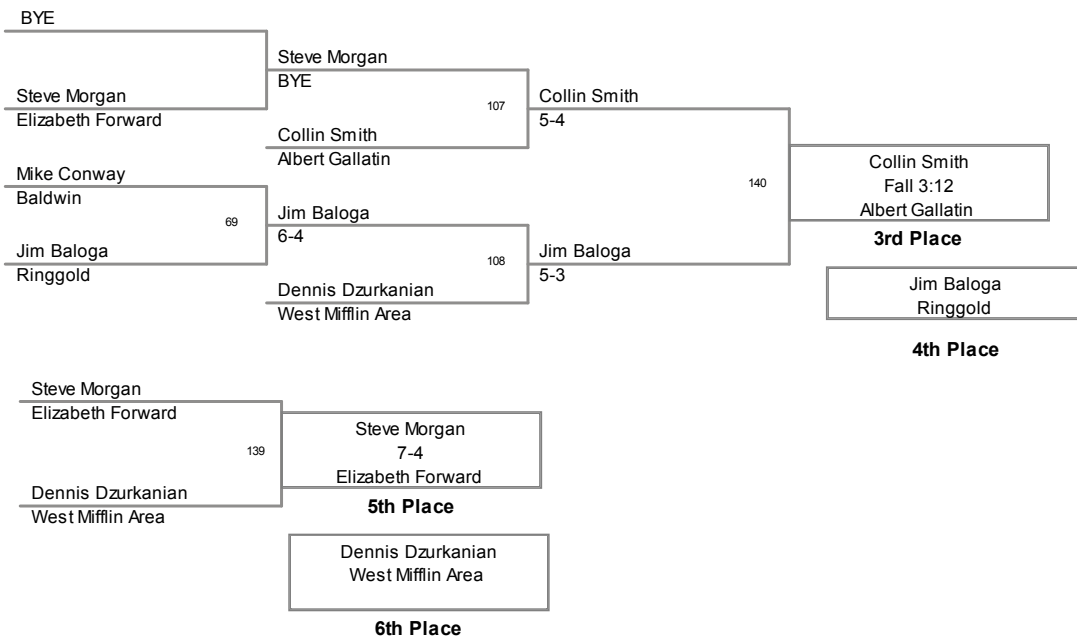 BYE
Steve Morgan
BYE
Steve Morgan
Elizabeth Forward
107
Collin Smith
5-4
Collin Smith
Albert Gallatin
Mike Conway
Baldwin
140
Collin Smith
Fall 3:12
Albert Gallatin
3rd Place
69
Jim Baloga
6-4
Jim Baloga
Ringgold
108
Jim Baloga
5-3
Dennis Dzurkanian
West Mifflin Area
Jim Baloga
Ringgold
4th Place
Steve Morgan
Elizabeth Forward
139
Steve Morgan
7-4
Elizabeth Forward
5th Place
Dennis Dzurkanian
West Mifflin Area
Dennis Dzurkanian
West Mifflin Area
6th Place